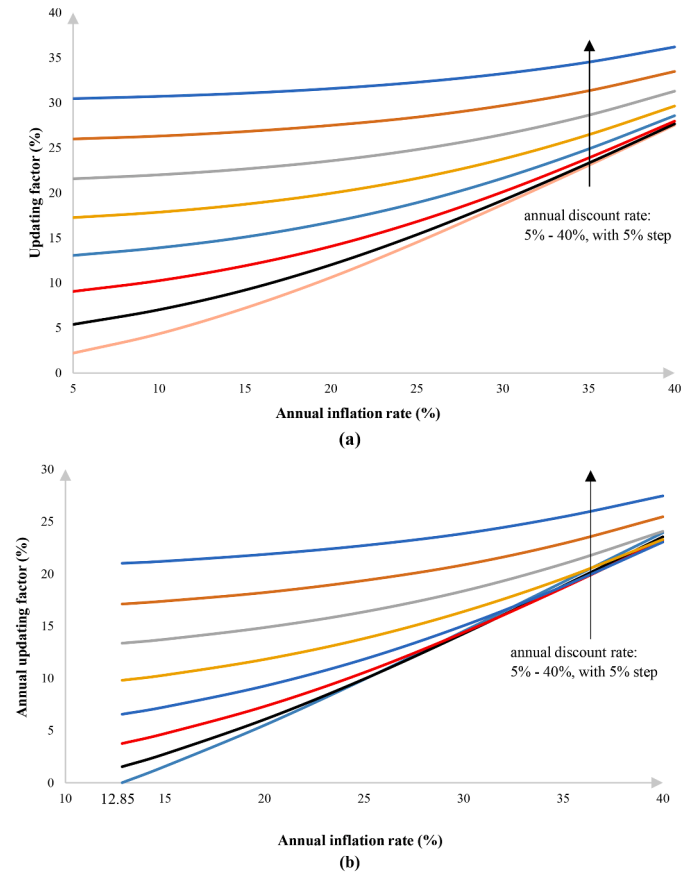 40
35
30
25
20
15
10
5
0
Updating factor (%)
annual discount rate:
5% - 40%, with 5% step
5 10 15 20 25 30 35 40
Annual inflation rate (%)
(a)
30
25
20
15
10
5
0
Annual updating factor (%)
annual discount rate:
5% - 40%, with 5% step
10 12.85 15 20 25 30 35 40
Annual inflation rate (%)
(b)